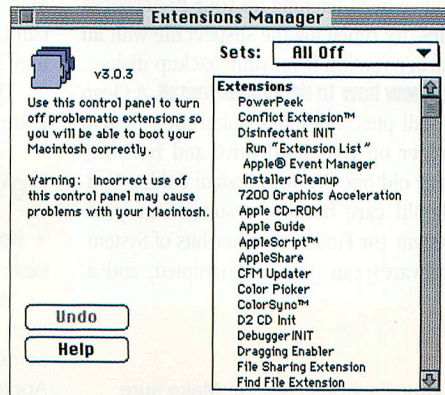 Extensions Manager
v3.0.3
Use this control panel to turn
off problematic extensions so
you will be able to boot your
Macintosh correctly.
Warning: Incorrect use of
this control panel may cause
problems with your Macintosh.
Undo
Help
Sets: All Off
Extensions
PowerPeek
Conflict Extension™
Disinfectant INIT
Run "Extension List"
Apple® Event Manager
Installer Cleanup
7200 Graphics Acceleration
Apple CD-ROM
Apple Guide
AppleScript™
AppleShare
CFM Updater
Color Picker
ColorSync™
D2 CD Init
DebuggerINIT
Dragging Enabler
File Sharing Extension
Find File Extension